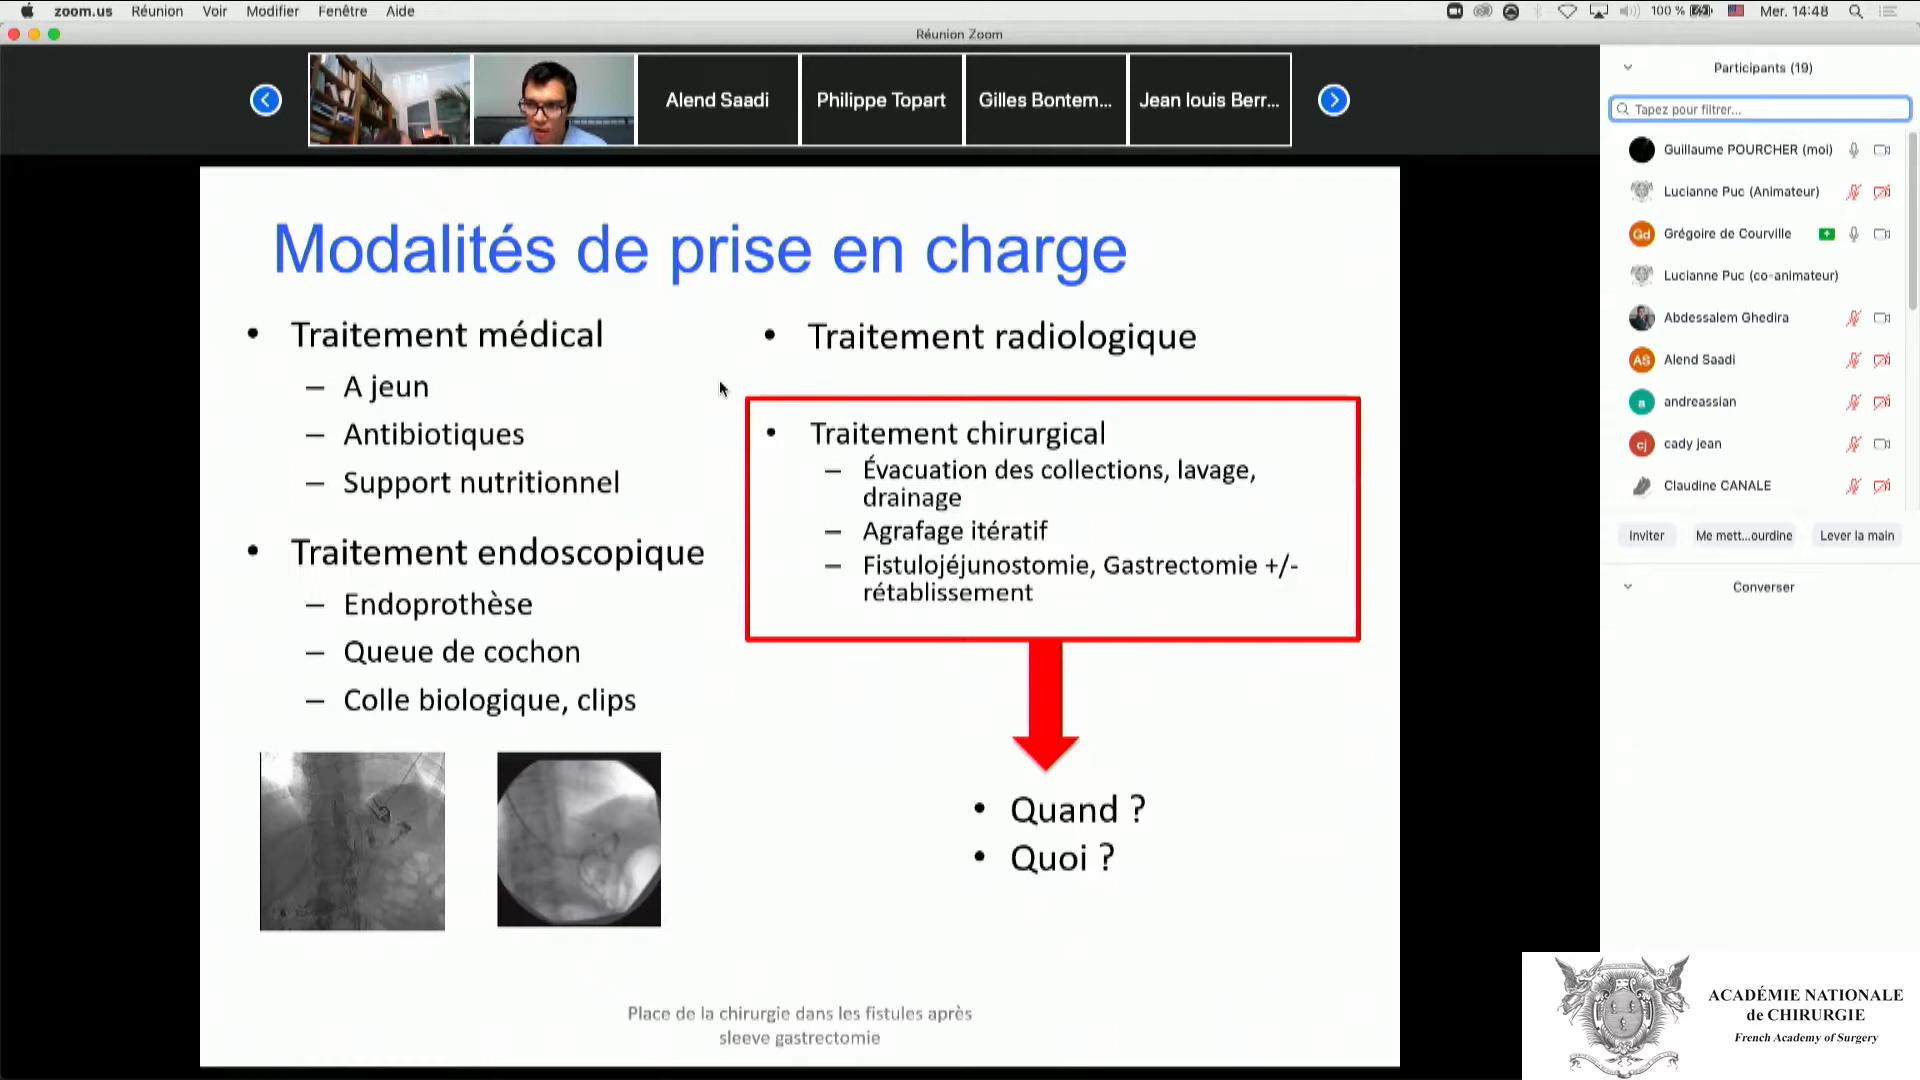 zoom.us Réunion Voir Modifier Fenêtre Aide
100 % Mer. 14:48
Réunion Zoom
Alend Saadi
Philippe Topart
Gilles Bontem...
Jean louis Berr...
Modalités de prise en charge
• Traitement médical
– A jeun
– Antibiotiques
– Support nutritionnel
• Traitement endoscopique
– Endoprothèse
– Queue de cochon
– Colle biologique, clips
• Traitement radiologique
• Traitement chirurgical
– Évacuation des collections, lavage,
drainage
– Agrafage itératif
– Fistulojéjunostomie, Gastrectomie +/-
rétablissement
• Quand ?
• Quoi ?
Place de la chirurgie dans les fistules après
sleeve gastrectomie
Participants (19)
Tapez pour filtrer...
Guillaume POURCHER (moi)
Lucianne Puc (Animateur)
Gd Grégoire de Courville
Lucianne Puc (co-animateur)
Abdessalem Ghedira
AS Alend Saadi
a andreassian
cj cady jean
Claudine CANALE
Inviter
Me mett...ourdine
Lever la main
Converser
ACADÉMIE NATIONALE
de CHIRURGIE
French Academy of Surgery